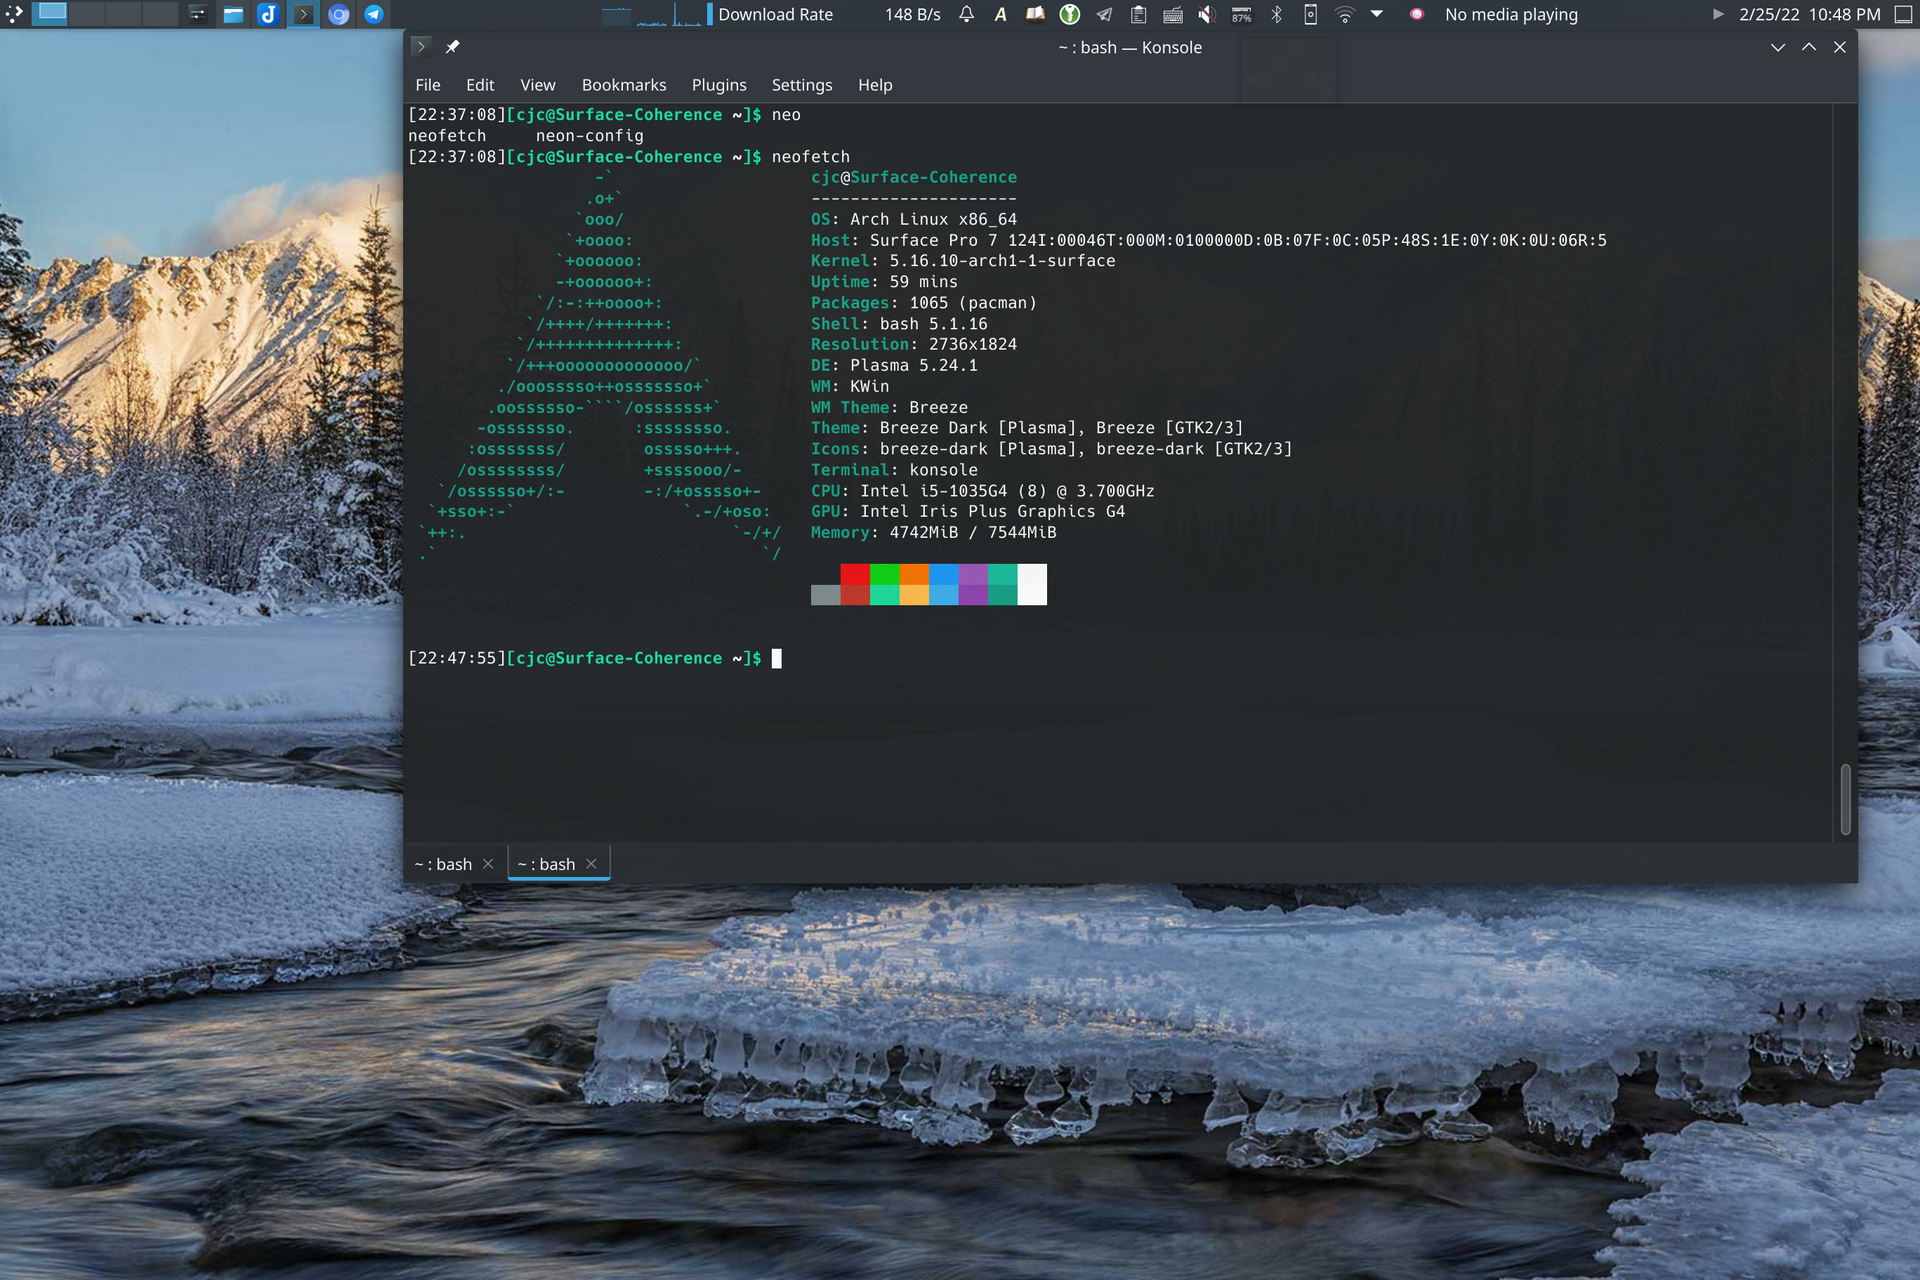 Download Rate 148 B/s A 87% No media playing 2/25/22 10:48 PM
~ : bash — Konsole
File Edit View Bookmarks Plugins Settings Help
[22:37:08][cjc@Surface-Coherence ~]$ neo
neofetch neon-config
[22:37:08][cjc@Surface-Coherence ~]$ neofetch
-` cjc@Surface-Coherence
.o+` ---------------------
`ooo/ OS: Arch Linux x86_64
`+oooo: Host: Surface Pro 7 124I:00046T:000M:0100000D:0B:07F:0C:05P:48S:1E:0Y:0K:0U:06R:5
`+oooooo: Kernel: 5.16.10-arch1-1-surface
-+oooooo+: Uptime: 59 mins
`/:-:++oooo+: Packages: 1065 (pacman)
`/++++/+++++++: Shell: bash 5.1.16
`/++++++++++++++: Resolution: 2736x1824
`/+++ooooooooooooo/` DE: Plasma 5.24.1
./ooosssso++osssssso+` WM: KWin
.oossssso-````/ossssss+` WM Theme: Breeze
-osssssso. :ssssssso. Theme: Breeze Dark [Plasma], Breeze [GTK2/3]
:osssssss/ osssso+++. Icons: breeze-dark [Plasma], breeze-dark [GTK2/3]
/ossssssss/ +ssssooo/- Terminal: konsole
`/ossssso+/:- -:/+osssso+- CPU: Intel i5-1035G4 (8) @ 3.700GHz
`+sso+:-` `.-/+oso: GPU: Intel Iris Plus Graphics G4
`++:. `-/+/ Memory: 4742MiB / 7544MiB
.` `/
[22:47:55][cjc@Surface-Coherence ~]$
~ : bash ~ : bash